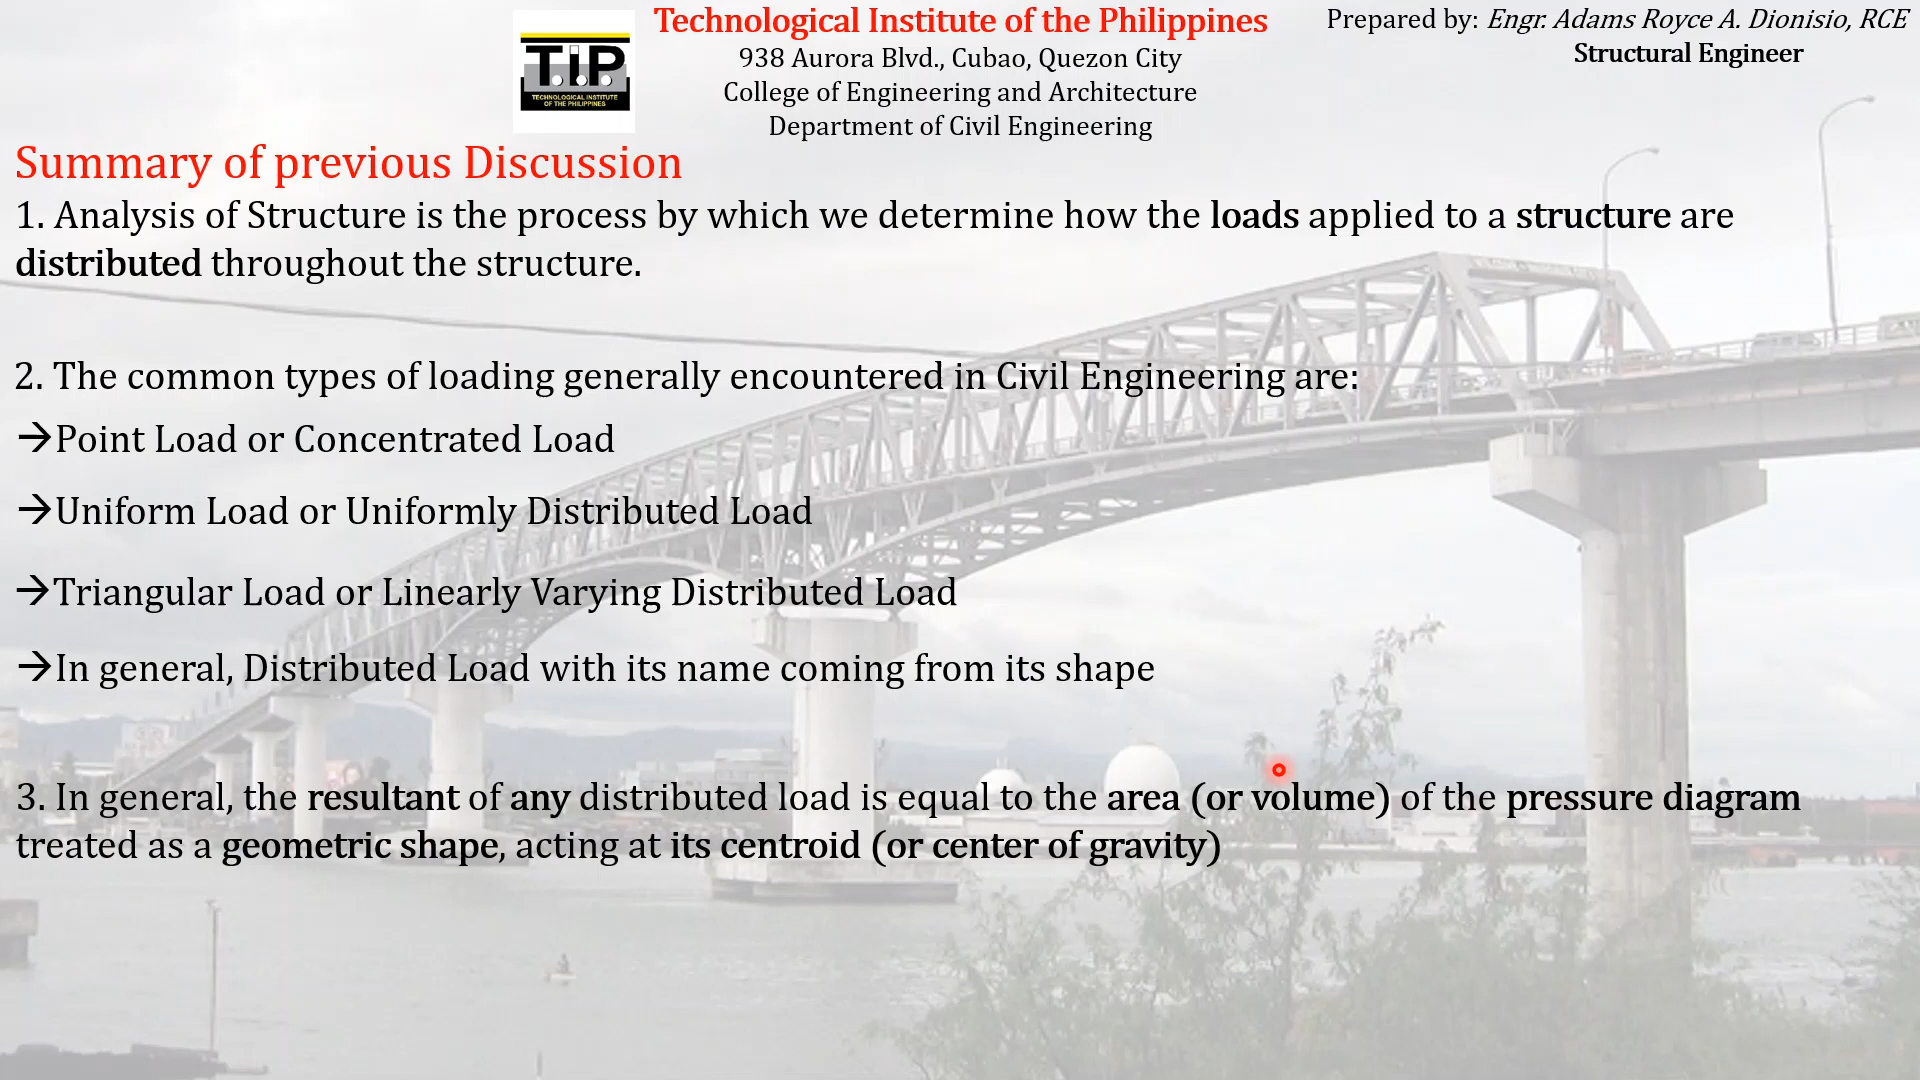 T.I.P
TECHNOLOGICAL INSTITUTE
OF THE PHILIPPINES
Technological Institute of the Philippines
938 Aurora Blvd., Cubao, Quezon City
College of Engineering and Architecture
Department of Civil Engineering
Prepared by: Engr. Adams Royce A. Dionisio, RCE
Structural Engineer
Summary of previous Discussion
1. Analysis of Structure is the process by which we determine how the loads applied to a structure are
distributed throughout the structure.
2. The common types of loading generally encountered in Civil Engineering are:
→Point Load or Concentrated Load
→Uniform Load or Uniformly Distributed Load
→Triangular Load or Linearly Varying Distributed Load
→In general, Distributed Load with its name coming from its shape
3. In general, the resultant of any distributed load is equal to the area (or volume) of the pressure diagram
treated as a geometric shape, acting at its centroid (or center of gravity)